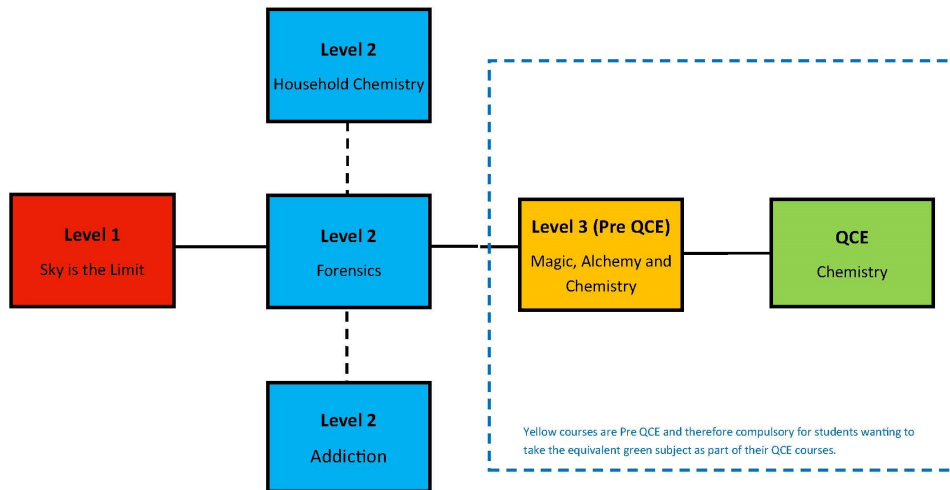 Level 2
Household Chemistry
Level 1
Sky is the Limit
Level 2
Forensics
Level 3 (Pre QCE)
Magic, Alchemy and
Chemistry
QCE
Chemistry
Level 2
Addiction
Yellow courses are Pre QCE and therefore compulsory for students wanting to
take the equivalent green subject as part of their QCE courses.